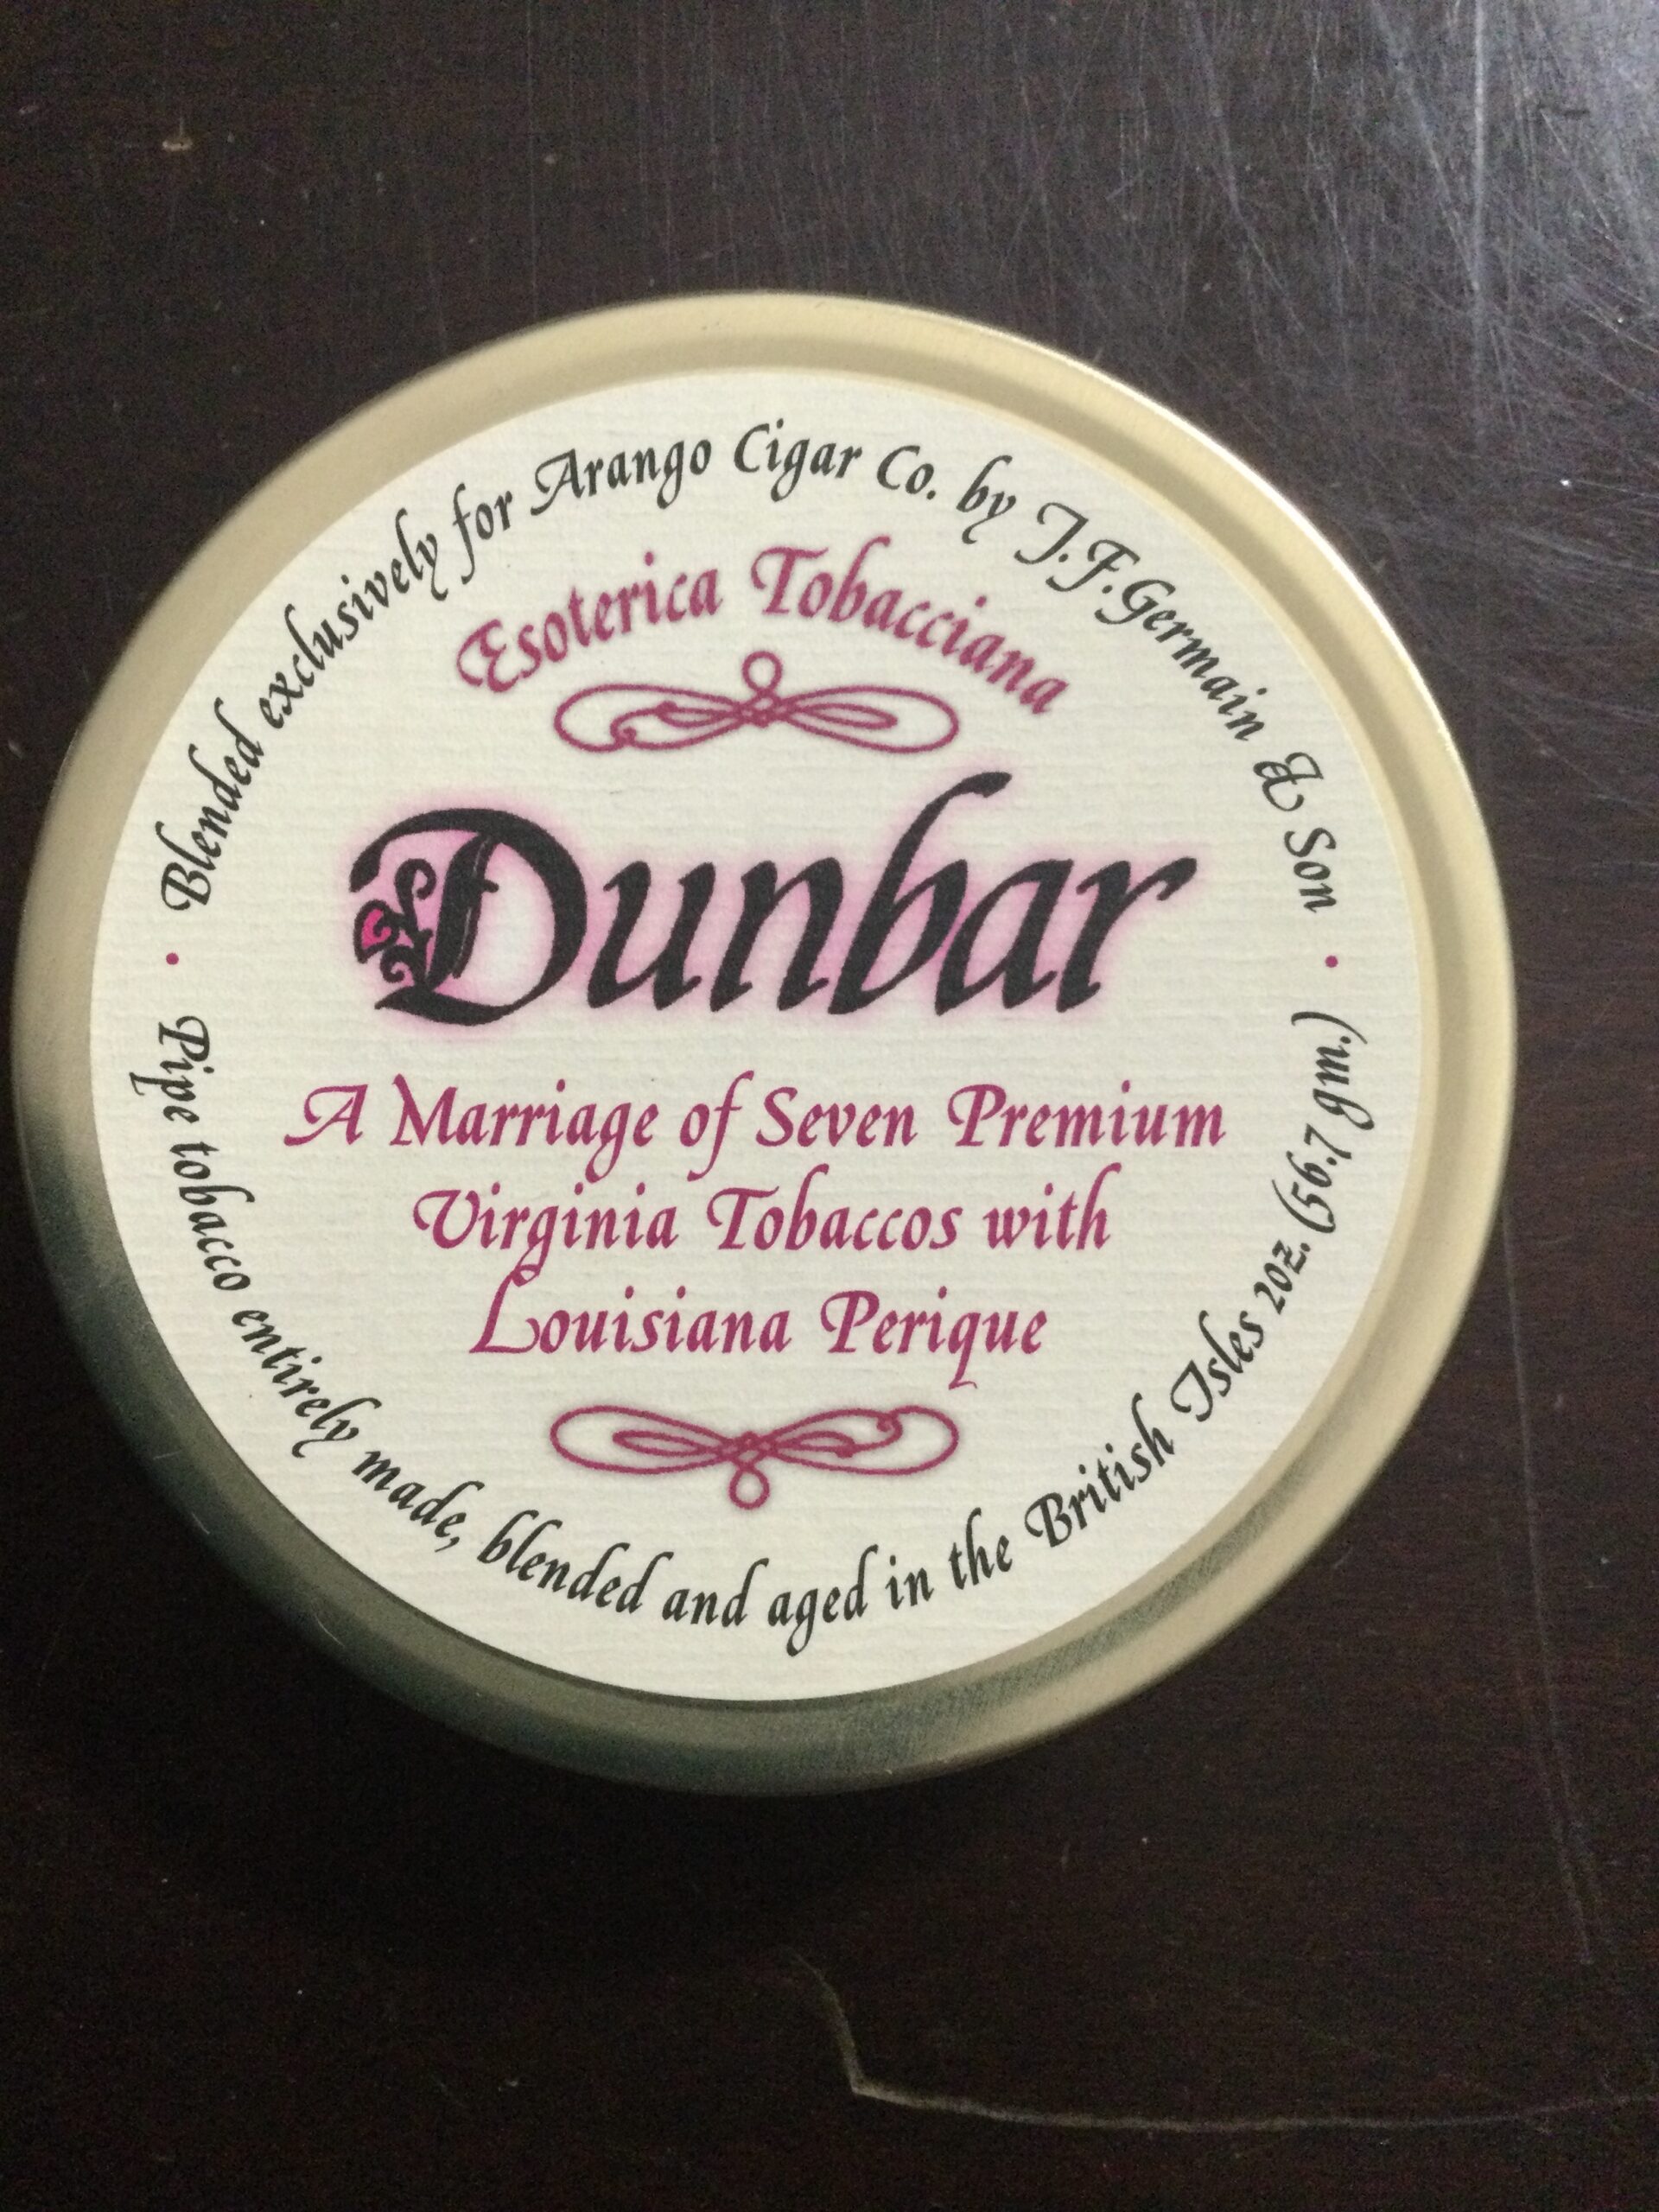 Blended exclusively for Arango Cigar Co. by J.F.Germain & Son
Esoterica Tobacciana
Dunbar
A Marriage of Seven Premium
Virginia Tobaccos with
Louisiana Perique
Pipe tobacco entirely made, blended and aged in the British Isles 2oz. (56.7 gm.)